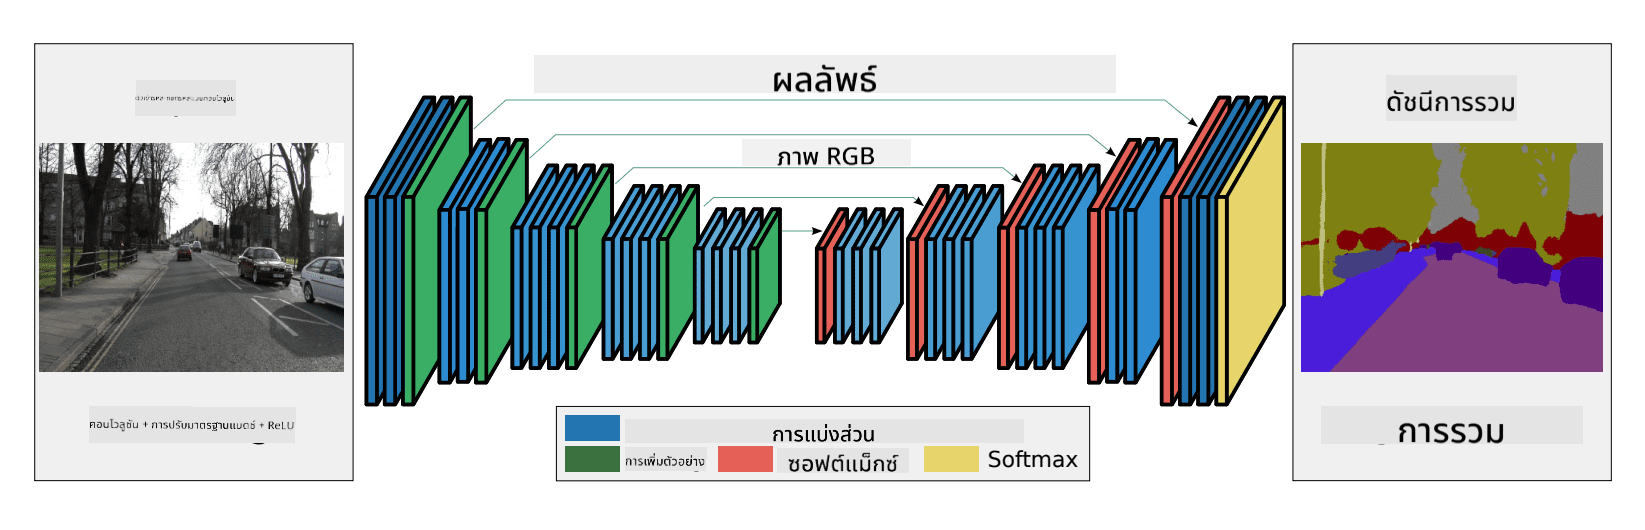 ผลลัพธ์
ดัชนีการรวม
ภาพ RGB
คอนโวลูชัน + การปรับมาตรฐานแบตช์ + ReLU
การแบ่งส่วน
การเพิ่มตัวอย่าง
ซอฟต์แม็กซ์
Softmax
การรวม